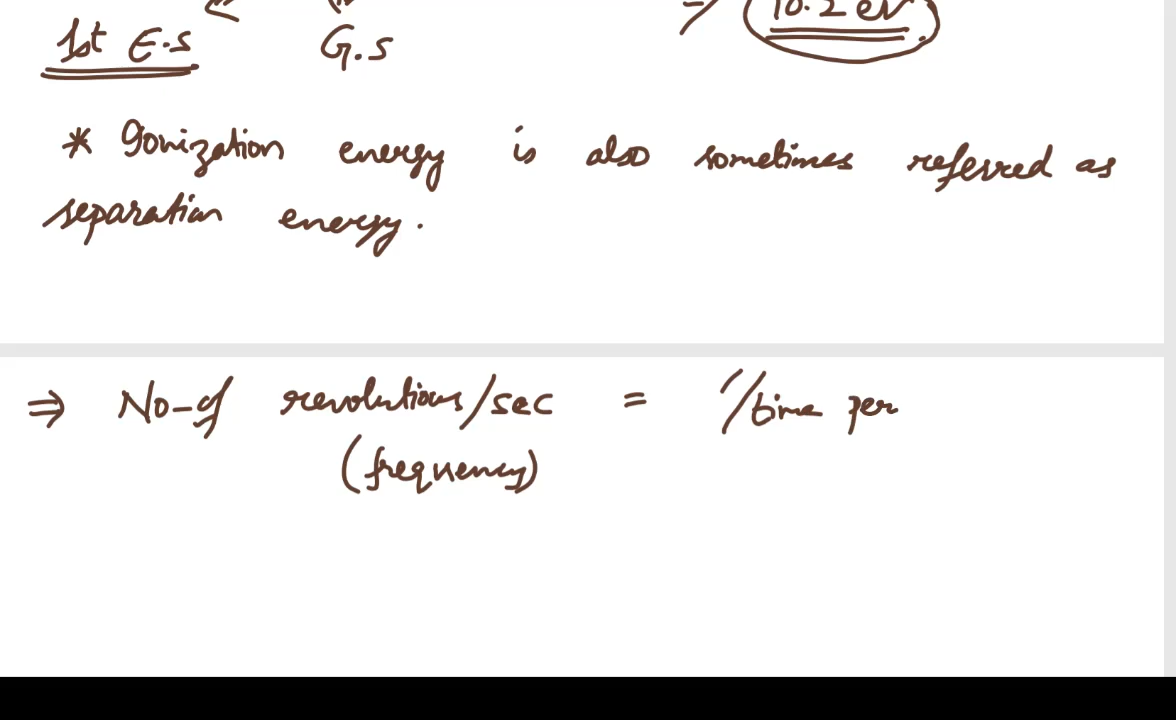 1st E.s G.s ⇒ 10.2 eV.
* Ionization energy is also sometimes referred as
separation energy.
⇒ No-of revolutions/sec = 1/time per
(frequency)